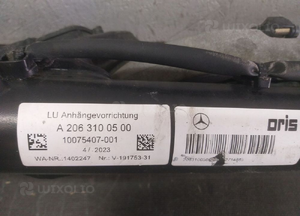 LU Anhängevorrichtung
A 206 310 05 00
10075407-001
47 2023
WA-NR. 1402247 Nr.: V-191753-31
oris